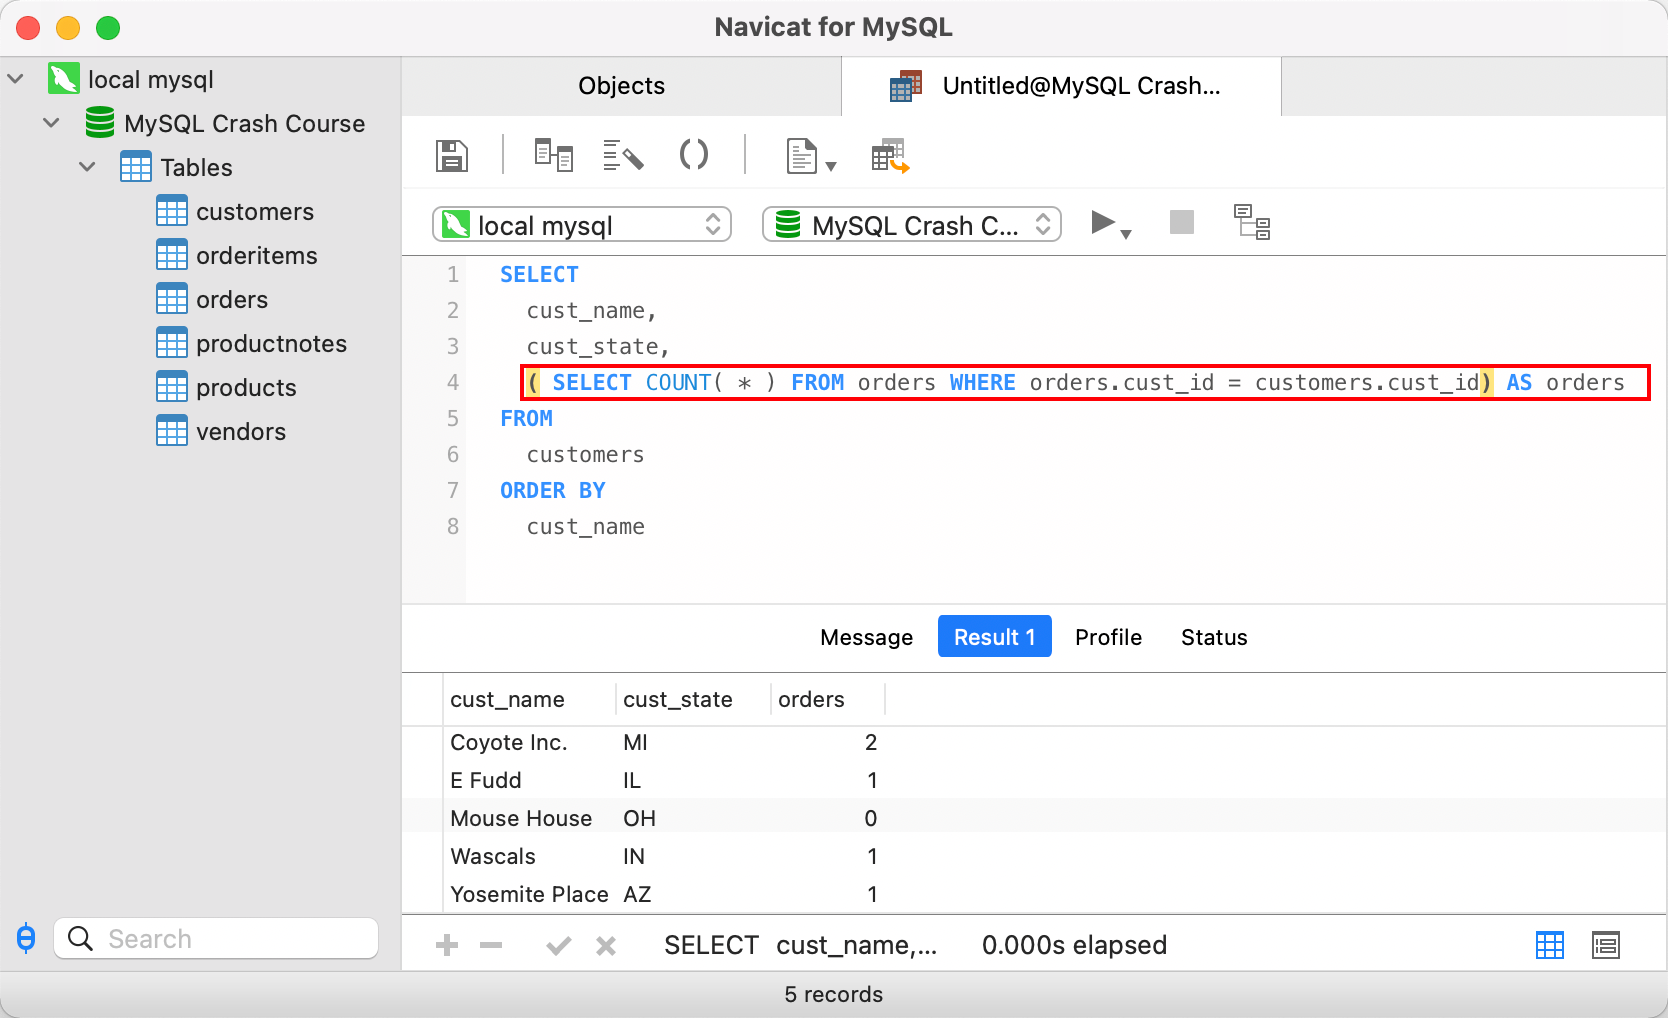 Navicat for MySQL
local mysql
MySQL Crash Course
Tables
customers
orderitems
orders
productnotes
products
vendors
Search
Objects
Untitled@MySQL Crash...
local mysql
MySQL Crash C...
1 SELECT
2 cust_name,
3 cust_state,
4 ( SELECT COUNT( * ) FROM orders WHERE orders.cust_id = customers.cust_id) AS orders
5 FROM
6 customers
7 ORDER BY
8 cust_name
Message Result 1 Profile Status
cust_name cust_state orders
Coyote Inc. MI 2
E Fudd IL 1
Mouse House OH 0
Wascals IN 1
Yosemite Place AZ 1
SELECT cust_name,... 0.000s elapsed
5 records